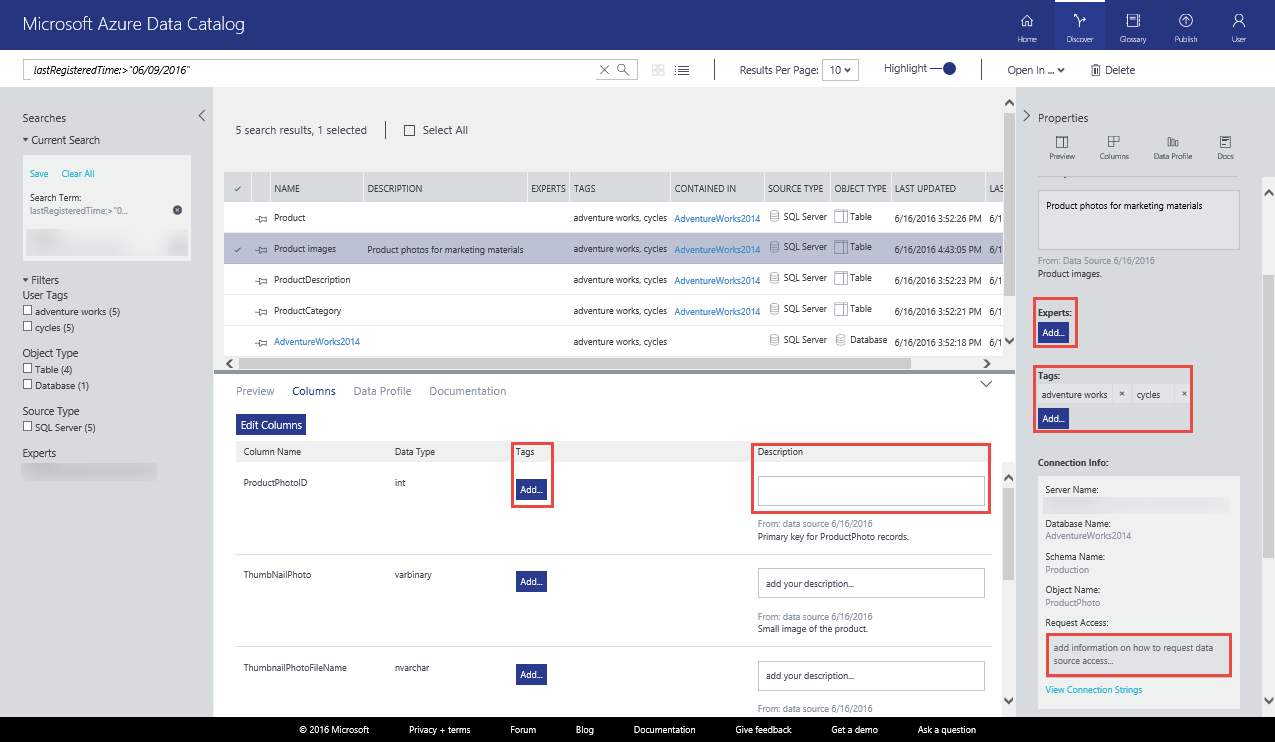 Microsoft Azure Data Catalog
Home
Discover
Glossary
Publish
User
lastRegisteredTime:>"06/09/2016"
Results Per Page:
10
Highlight
Open In ...
Delete
Searches
Current Search
Save
Clear All
Search Term:
lastRegisteredTime:>"0...
Filters
User Tags
adventure works (5)
cycles (5)
Object Type
Table (4)
Database (1)
Source Type
SQL Server (5)
Experts
5 search results, 1 selected
Select All
NAME DESCRIPTION EXPERTS TAGS CONTAINED IN SOURCE TYPE OBJECT TYPE LAST UPDATED LAS
Product adventure works, cycles AdventureWorks2014 SQL Server Table 6/16/2016 3:52:26 PM 6/1
Product images Product photos for marketing materials adventure works, cycles AdventureWorks2014 SQL Server Table 6/16/2016 4:43:05 PM 6/1
ProductDescription adventure works, cycles AdventureWorks2014 SQL Server Table 6/16/2016 3:52:23 PM 6/1
ProductCategory adventure works, cycles AdventureWorks2014 SQL Server Table 6/16/2016 3:52:21 PM 6/1
AdventureWorks2014 adventure works, cycles SQL Server Database 6/16/2016 3:52:18 PM 6/1
Preview
Columns
Data Profile
Documentation
Edit Columns
Column Name Data Type Tags Description
ProductPhotoID int Add...
From: data source 6/16/2016
Primary key for ProductPhoto records.
ThumbNailPhoto varbinary Add... add your description...
From: data source 6/16/2016
Small image of the product.
ThumbnailPhotoFileName nvarchar Add... add your description...
From: data source 6/16/2016
Properties
Preview
Columns
Data Profile
Docs
Product photos for marketing materials
From: Data Source 6/16/2016
Product images.
Experts:
Add...
Tags:
adventure works
cycles
Add...
Connection Info:
Server Name:
Database Name:
AdventureWorks2014
Schema Name:
Production
Object Name:
ProductPhoto
Request Access:
add information on how to request data
source access...
View Connection Strings
© 2016 Microsoft
Privacy + terms
Forum
Blog
Documentation
Give feedback
Get a demo
Ask a question